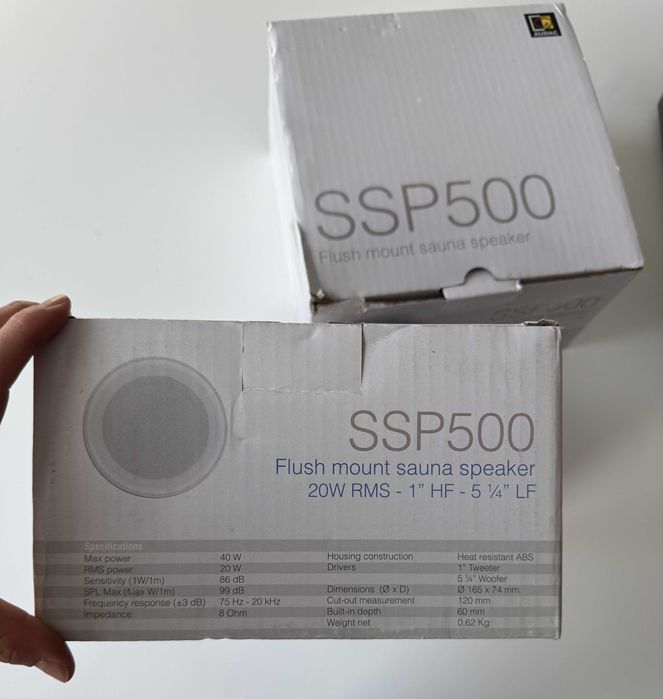 AUDAC
SSP500
Flush mount sauna speaker
SSP500
SSP500
Flush mount sauna speaker
20W RMS - 1” HF - 5 ¼” LF
Specifications
Max power 40 W
RMS power 20 W
Sensitivity (1W/1m) 86 dB
SPL Max (Max W/1m) 99 dB
Frequency response (±3 dB) 75 Hz - 20 kHz
Impedance 8 Ohm
Housing construction Heat resistant ABS
Drivers 1” Tweeter
5 ¼” Woofer
Dimensions (Ø x D) Ø 165 x 74 mm
Cut-out measurement 120 mm
Built-in depth 60 mm
Weight net 0,62 Kg